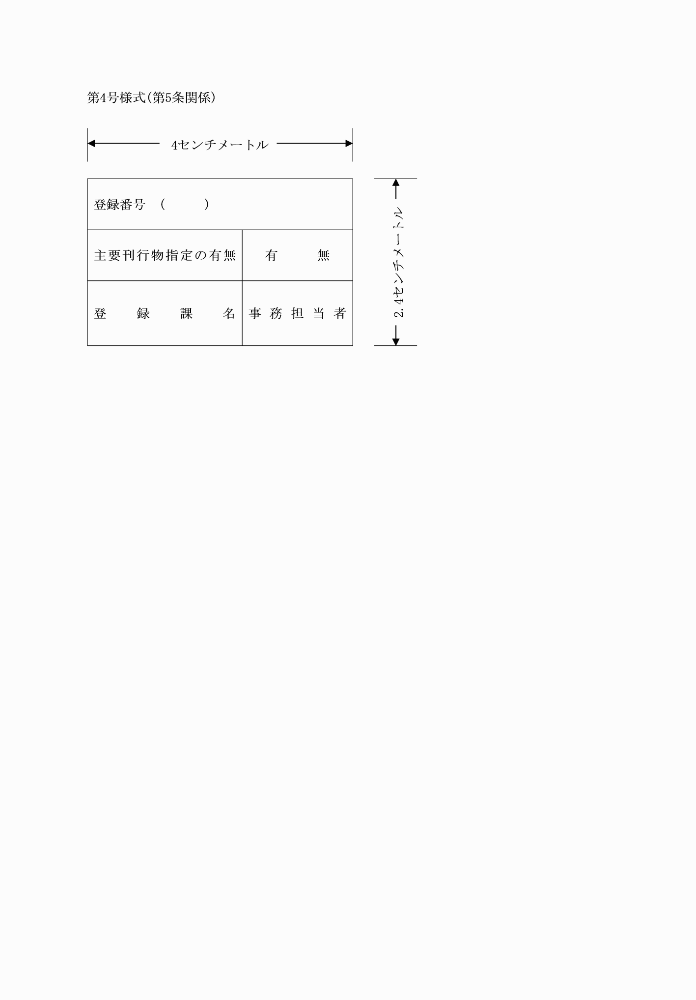 第4号様式(第5条関係)
4センチメートル
登録番号　(　　　)
主要刊行物指定の有無　有　　　無
登録課名　事務担当者
2.4センチメートル